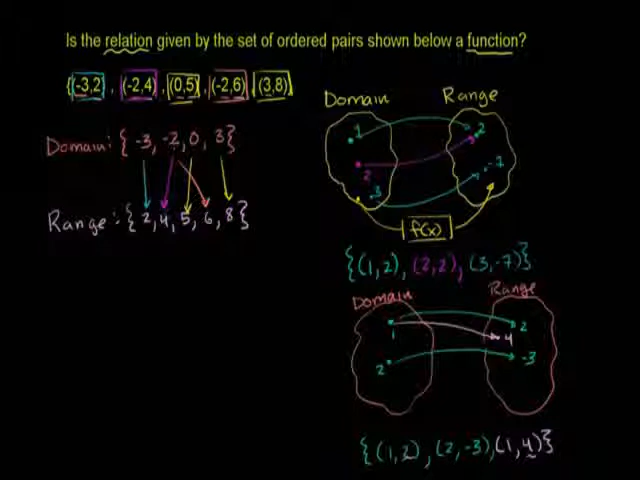 Is the relation given by the set of ordered pairs shown below a function?
{(-3,2), (-2,4), (0,5), (-2,6), (3,8)}
Domain: {-3, -2, 0, 3}
Range: {2, 4, 5, 6, 8}
Domain Range
1 2
2 -7
3
f(x)
{(1,2), (2,2), (3,-7)}
Domain Range
1 2
4
2 -3
{(1,2), (2,-3), (1,4)}